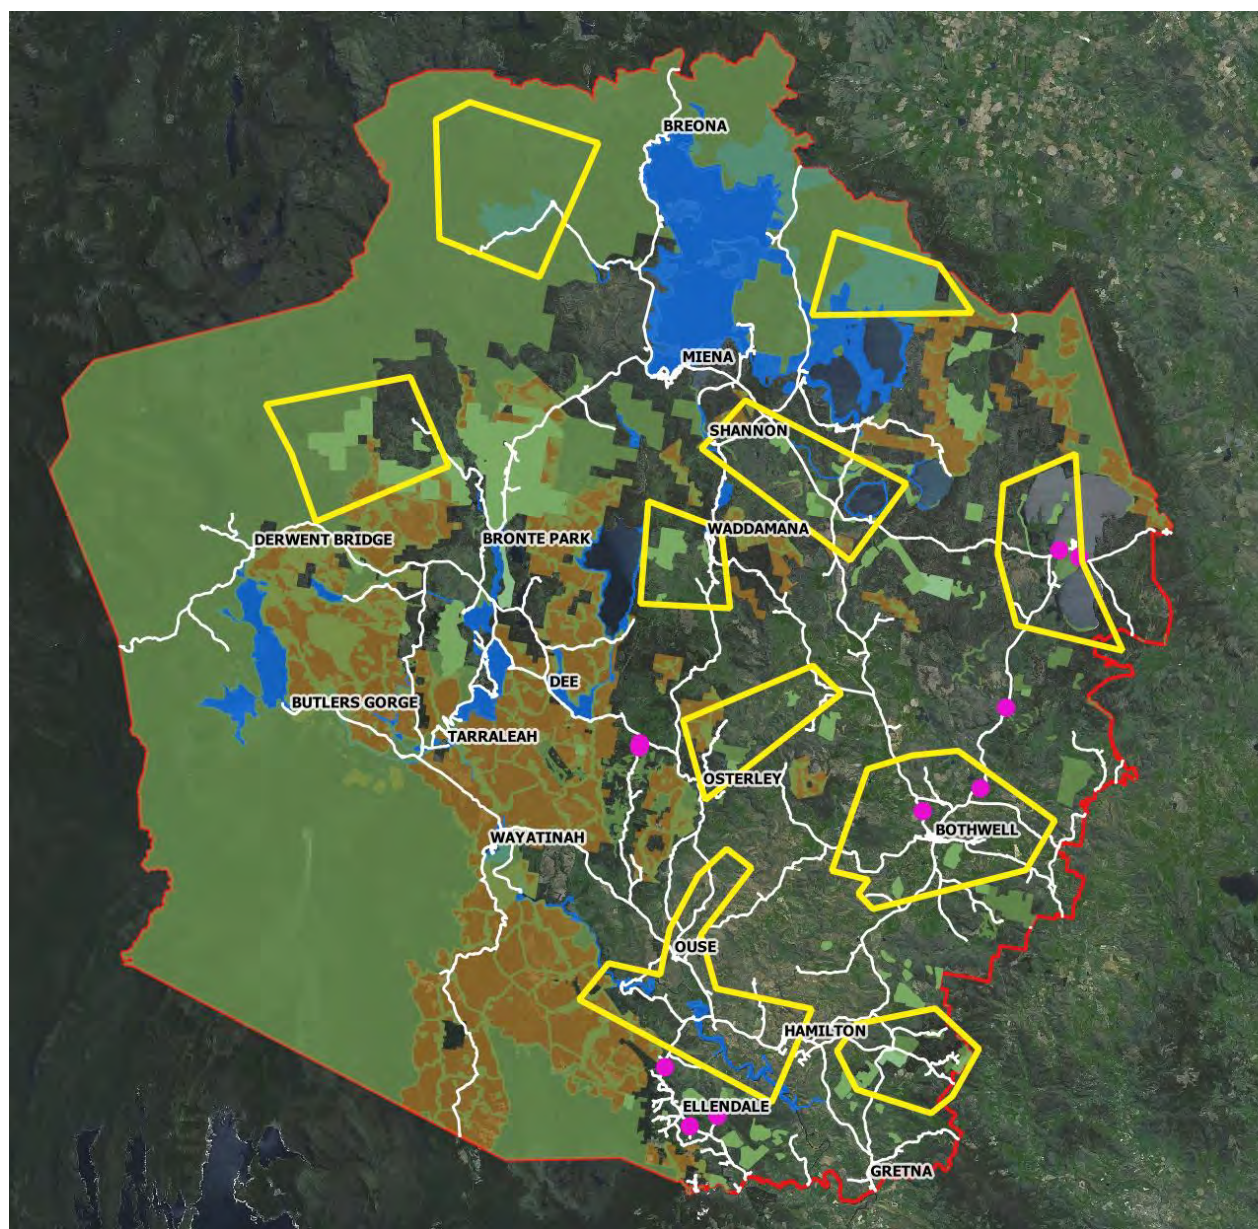 BREONA
MIENA
SHANNON
WADDAMANA
DERWENT BRIDGE
BRONTE PARK
DEE
BUTLERS GORGE
TARRALEAH
OSTERLEY
WAYATINAH
BOTHWELL
OUSE
HAMILTON
ELLENDALE
GRETNA